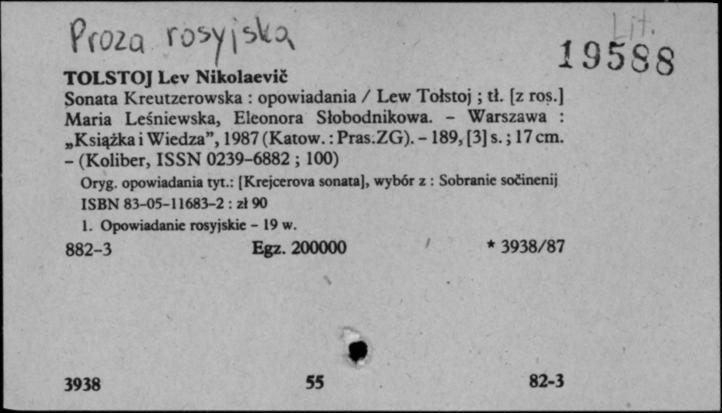 Lit.
Proza rosyjska
19588
TOLSTOJ Lev Nikolaevič
Sonata Kreutzerowska : opowiadania / Lew Tołstoj ; tł. [z ros.]
Maria Leśniewska, Eleonora Słobodnikowa. – Warszawa :
„Książka i Wiedza”, 1987 (Katow. : Pras.ZG). – 189, [3] s. ; 17 cm.
– (Koliber, ISSN 0239–6882 ; 100)
Oryg. opowiadania tyt.: [Krejcerova sonata], wybór z : Sobranie sočinenij
ISBN 83–05–11683–2 : zł 90
1. Opowiadanie rosyjskie – 19 w.
882–3 Egz. 200000 * 3938/87
3938 55 82-3